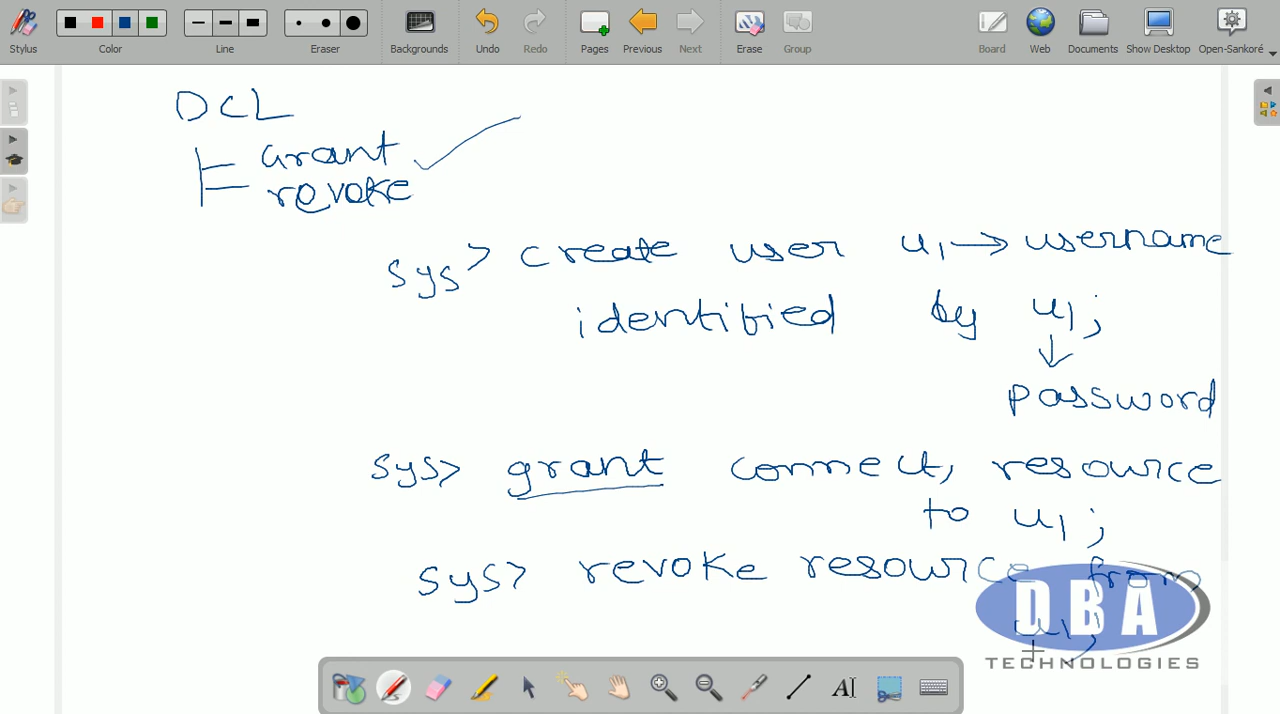 Stylus Color Line Eraser Backgrounds Undo Redo Pages Previous Next Erase Group Board Web Documents Show Desktop Open-Sankoré
DCL
Grant
revoke
sys> create user u1 → username
identified by u1;
password
sys> grant connect, resource
to u1;
sys> revoke resource from
u1;
DBA
TECHNOLOGIES
AI